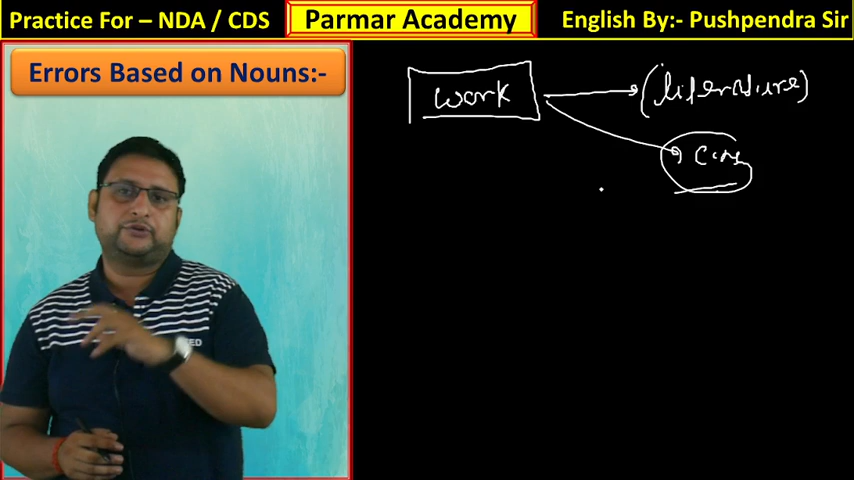 Practice For – NDA / CDS
Parmar Academy
English By:- Pushpendra Sir
Errors Based on Nouns:-
work
(literature)